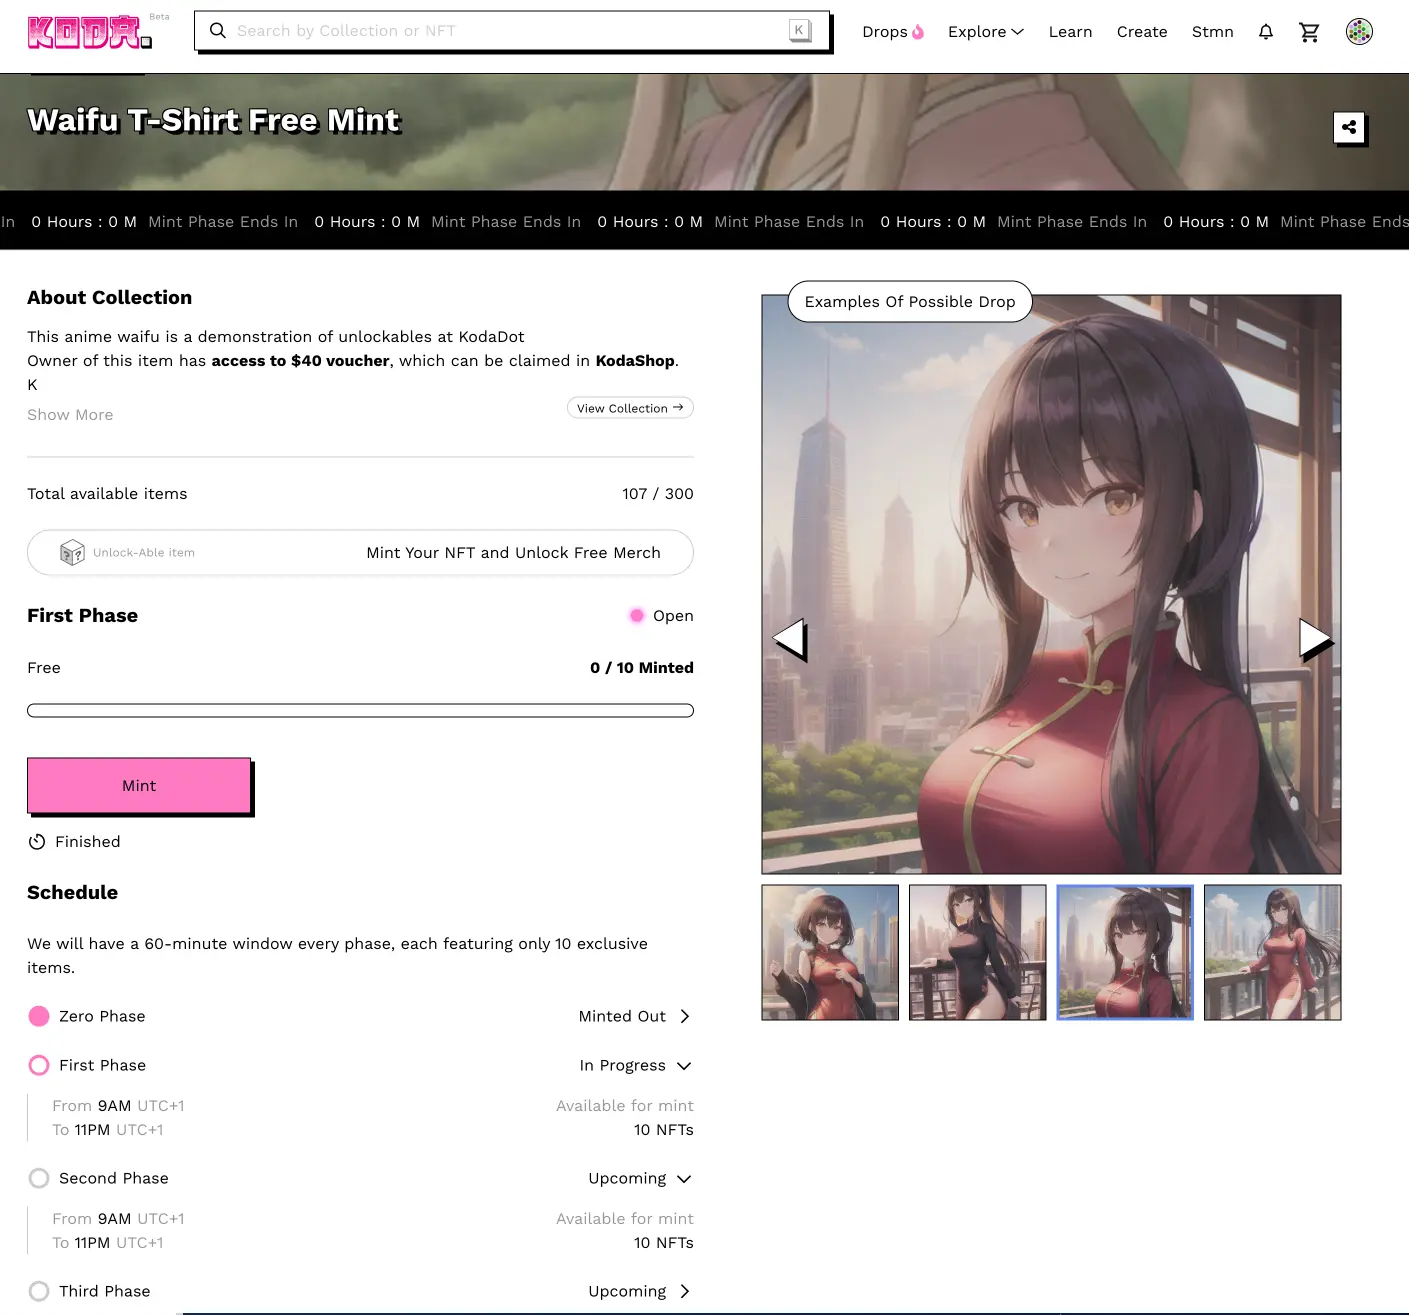 KODA. Beta
Search by Collection or NFT K
Drops Explore Learn Create Stmn
Waifu T-Shirt Free Mint
In 0 Hours : 0 M Mint Phase Ends In 0 Hours : 0 M Mint Phase Ends In 0 Hours : 0 M Mint Phase Ends In 0 Hours : 0 M Mint Phase Ends In 0 Hours : 0 M Mint Phase Ends
About Collection
This anime waifu is a demonstration of unlockables at KodaDot
Owner of this item has access to $40 voucher, which can be claimed in KodaShop.
K
Show More
View Collection →
Total available items 107 / 300
Unlock-Able item Mint Your NFT and Unlock Free Merch
First Phase Open
Free 0 / 10 Minted
Mint
Finished
Schedule
We will have a 60-minute window every phase, each featuring only 10 exclusive
items.
Zero Phase Minted Out
First Phase In Progress
From 9AM UTC+1 Available for mint
To 11PM UTC+1 10 NFTs
Second Phase Upcoming
From 9AM UTC+1 Available for mint
To 11PM UTC+1 10 NFTs
Third Phase Upcoming
Examples Of Possible Drop